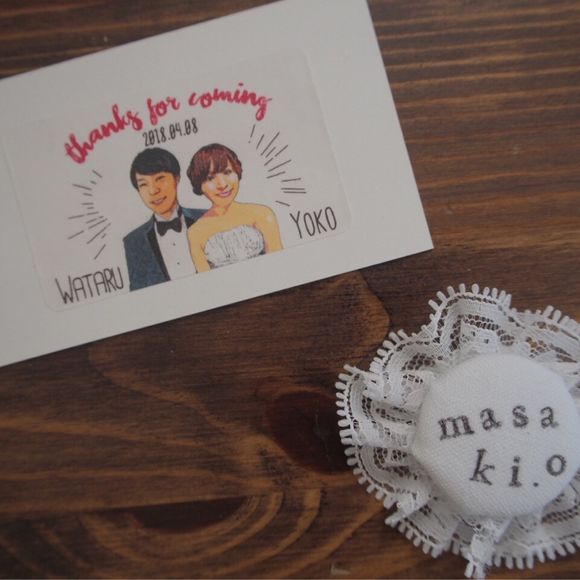 thanks for coming
2018.04.08
WATARU
YOKO
masa
ki.o